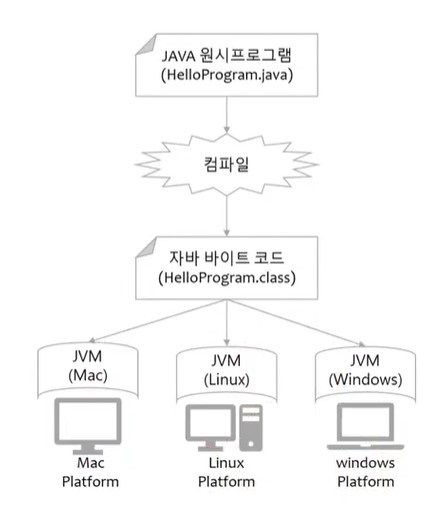 JAVA 원시프로그램
(HelloProgram.java)
컴파일
자바 바이트 코드
(HelloProgram.class)
JVM
(Mac)
JVM
(Linux)
JVM
(Windows)
Mac
Platform
Linux
Platform
windows
Platform